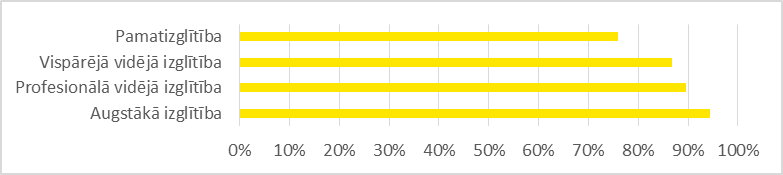 Pamatizglītība
Vispārējā vidējā izglītība
Profesionālā vidējā izglītība
Augstākā izglītība
0% 10% 20% 30% 40% 50% 60% 70% 80% 90% 100%